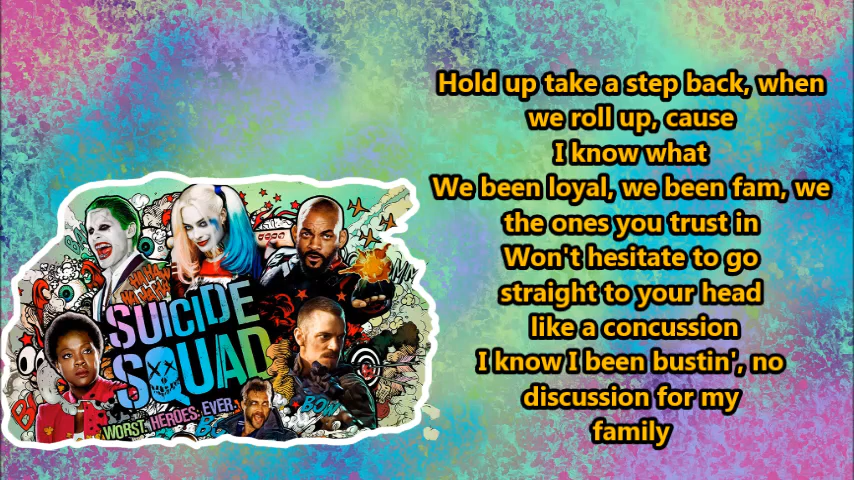 Hold up take a step back, when
we roll up, cause
I know what
We been loyal, we been fam, we
the ones you trust in
Won't hesitate to go
straight to your head
like a concussion
I know I been bustin', no
discussion for my
family
SUICIDE
SQUAD
WORST. HEROES. EVER.